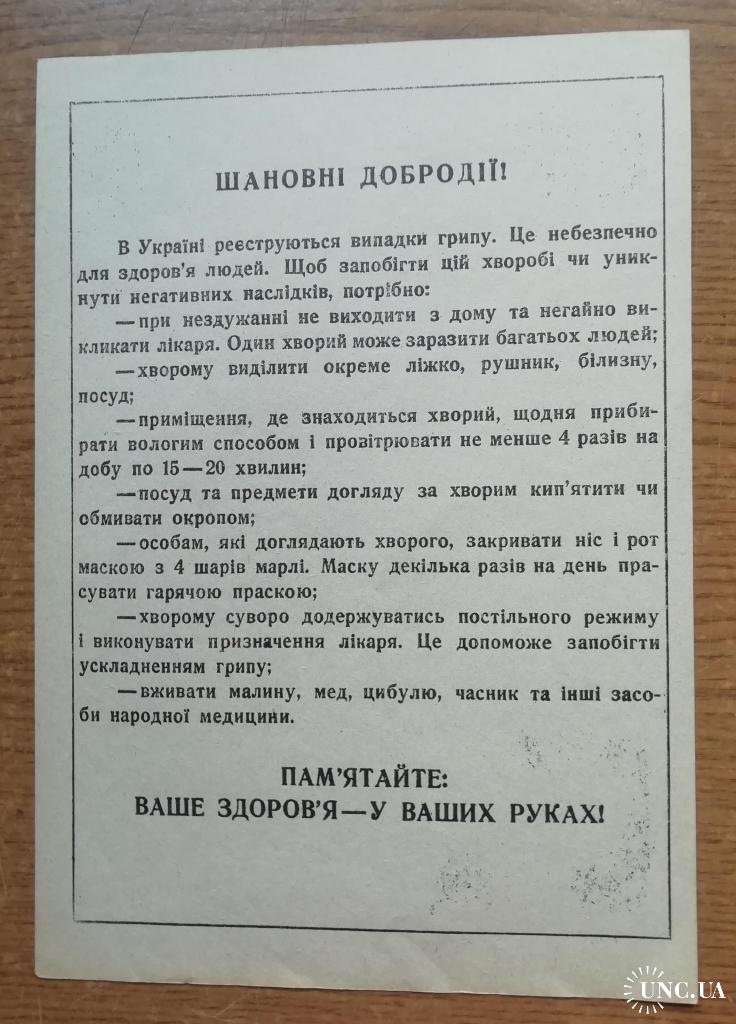 ШАНОВНІ ДОБРОДІЇ!
В Україні реєструються випадки грипу. Це небезпечно
для здоров'я людей. Щоб запобігти цій хворобі чи уник-
нути негативних наслідків, потрібно:
—при нездужанні не виходити з дому та негайно ви-
кликати лікаря. Один хворий може заразити багатьох людей;
—хворому виділити окреме ліжко, рушник, білизну,
посуд;
—приміщення, де знаходиться хворий, щодня приби-
рати вологим способом і провітрювати не менше 4 разів на
добу по 15—20 хвилин;
—посуд та предмети догляду за хворим кип'ятити чи
обмивати окропом;
—особам, які доглядають хворого, закривати ніс і рот
маскою з 4 шарів марлі. Маску декілька разів на день пра-
сувати гарячою праскою;
—хворому суворо додержуватись постільного режиму
і виконувати призначення лікаря. Це допоможе запобігти
ускладненням грипу;
—вживати малину, мед, цибулю, часник та інші засо-
би народної медицини.
ПАМ'ЯТАЙТЕ:
ВАШЕ ЗДОРОВ'Я—У ВАШИХ РУКАХ!
UNC.UA